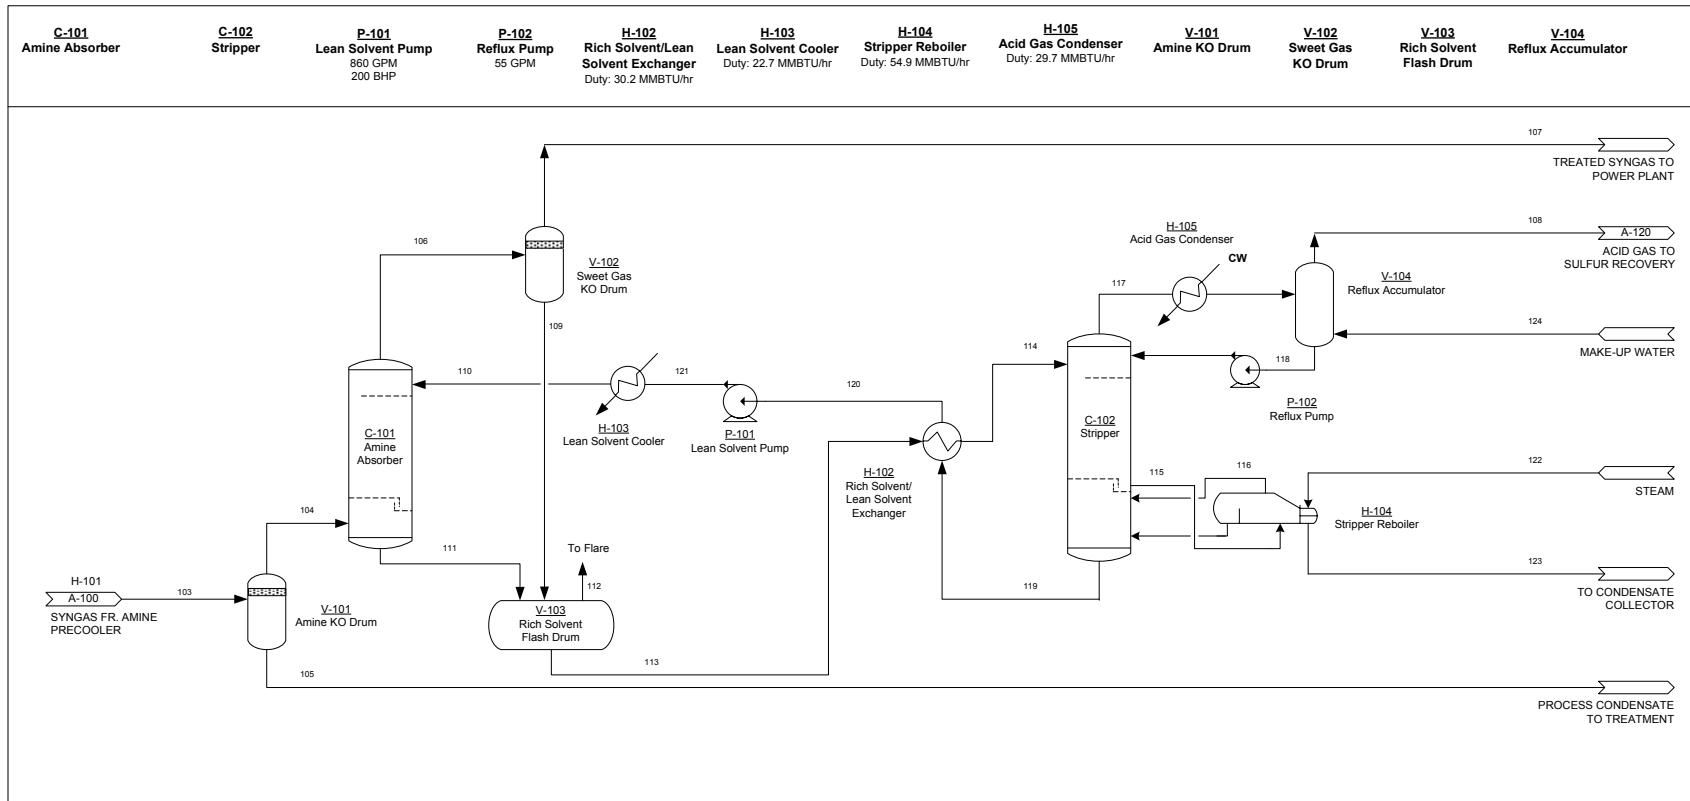 C-101
Amine Absorber
C-102
Stripper
P-101
Lean Solvent Pump
860 GPM
200 BHP
P-102
Reflux Pump
55 GPM
H-102
Rich Solvent/Lean
Solvent Exchanger
Duty: 30.2 MMBTU/hr
H-103
Lean Solvent Cooler
Duty: 22.7 MMBTU/hr
H-104
Stripper Reboiler
Duty: 54.9 MMBTU/hr
H-105
Acid Gas Condenser
Duty: 29.7 MMBTU/hr
V-101
Amine KO Drum
V-102
Sweet Gas
KO Drum
V-103
Rich Solvent
Flash Drum
V-104
Reflux Accumulator
107
TREATED SYNGAS TO
POWER PLANT
106
V-102
Sweet Gas
KO Drum
109
H-105
Acid Gas Condenser
CW
117
108
A-120
ACID GAS TO
SULFUR RECOVERY
V-104
Reflux Accumulator
124
MAKE-UP WATER
118
P-102
Reflux Pump
114
110
121
120
H-103
Lean Solvent Cooler
P-101
Lean Solvent Pump
C-101
Amine
Absorber
C-102
Stripper
H-102
Rich Solvent/
Lean Solvent
Exchanger
115
116
122
STEAM
H-104
Stripper Reboiler
104
111
To Flare
112
119
123
TO CONDENSATE
COLLECTOR
H-101
A-100
103
SYNGAS FR. AMINE
PRECOOLER
V-101
Amine KO Drum
V-103
Rich Solvent
Flash Drum
113
105
PROCESS CONDENSATE
TO TREATMENT